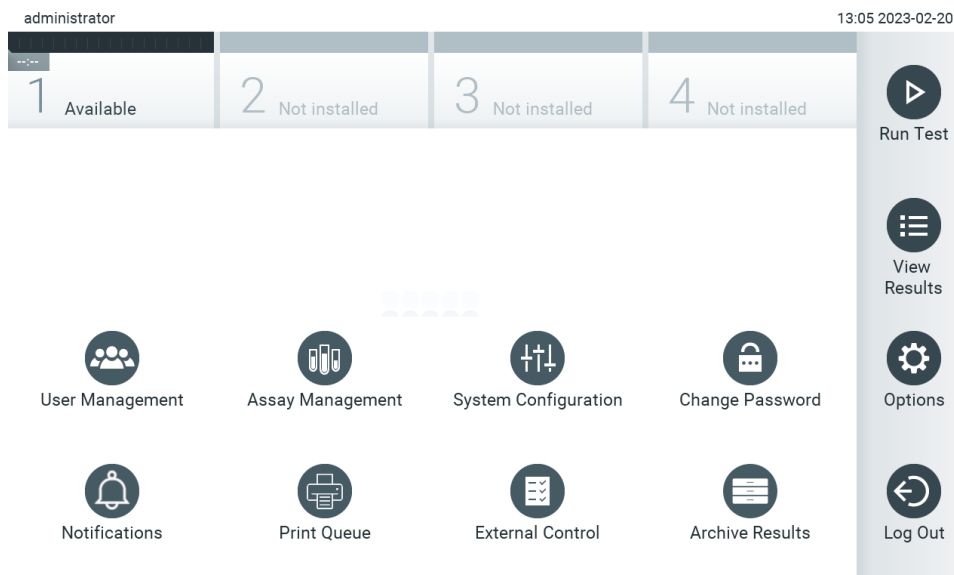 administrator
13:05 2023-02-20
--:--
1 Available
2 Not installed
3 Not installed
4 Not installed
Run Test
View
Results
User Management
Assay Management
System Configuration
Change Password
Options
Notifications
Print Queue
External Control
Archive Results
Log Out